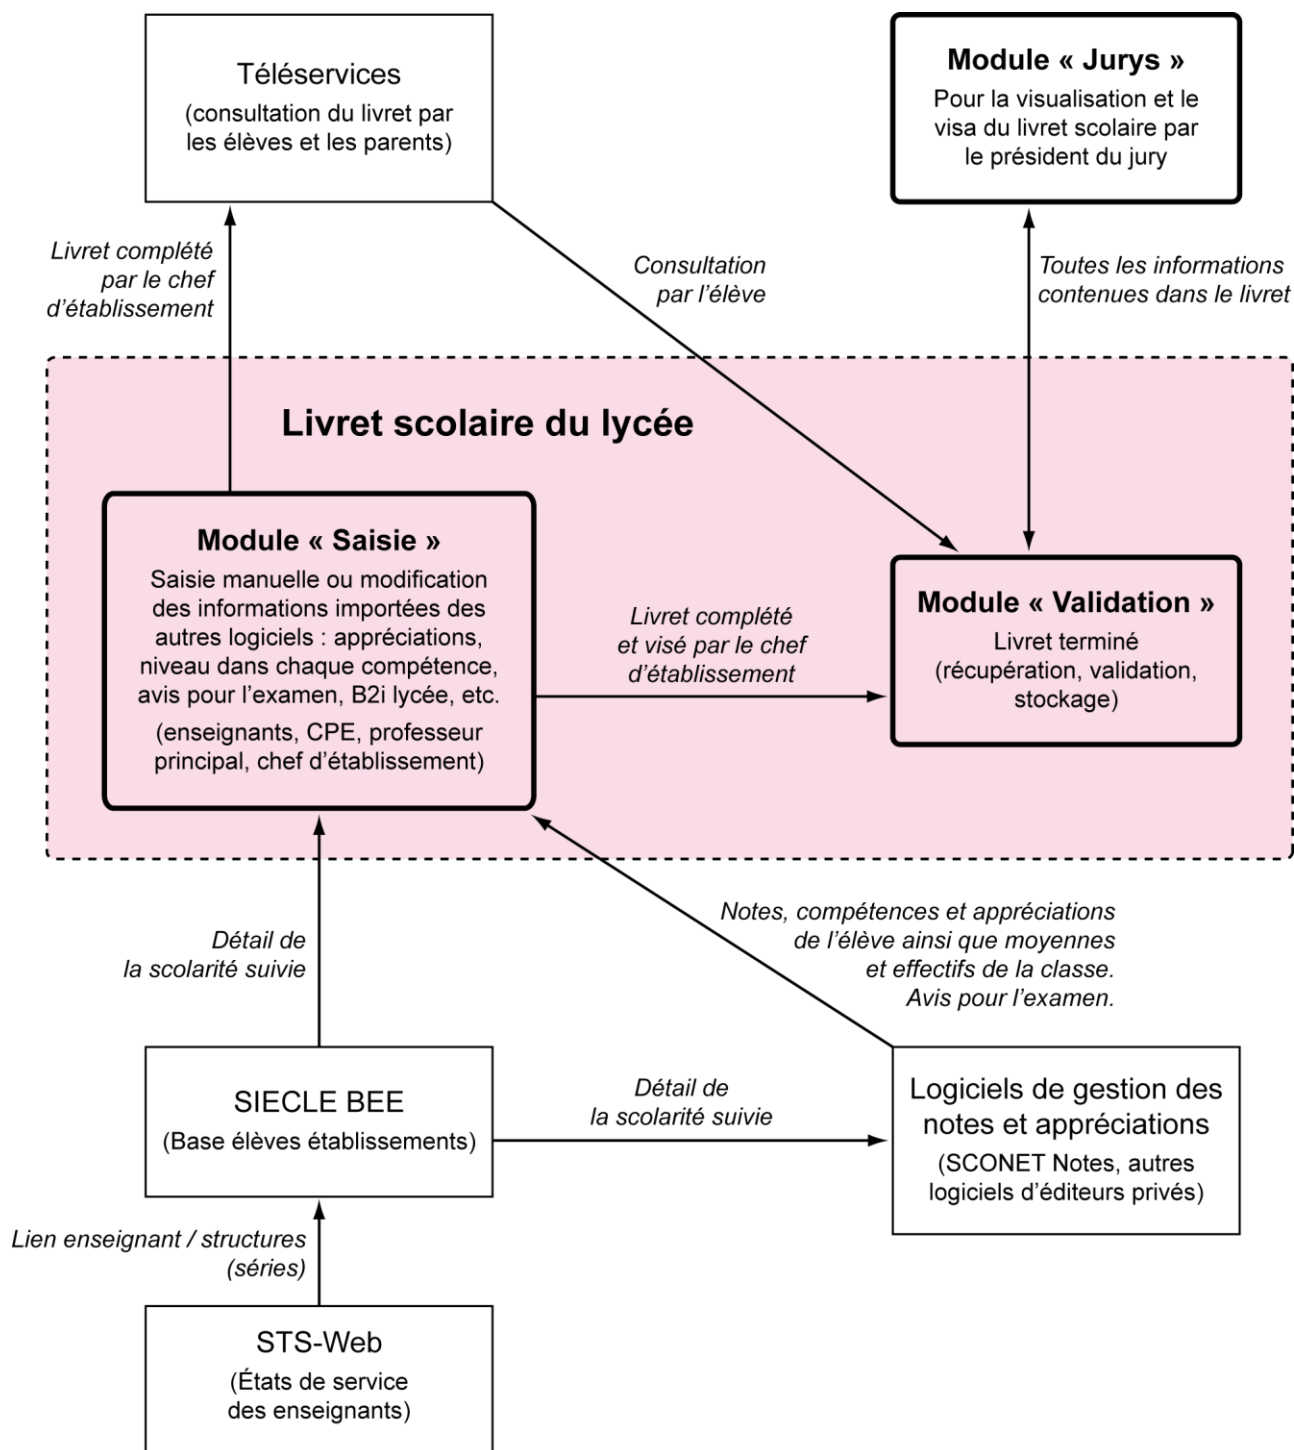 Téléservices
(consultation du livret par
les élèves et les parents)
Module « Jurys »
Pour la visualisation et le
visa du livret scolaire par
le président du jury
Livret complété
par le chef
d’établissement
Consultation
par l’élève
Toutes les informations
contenues dans le livret
Livret scolaire du lycée
Module « Saisie »
Saisie manuelle ou modification
des informations importées des
autres logiciels : appréciations,
niveau dans chaque compétence,
avis pour l’examen, B2i lycée, etc.
(enseignants, CPE, professeur
principal, chef d’établissement)
Livret complété
et visé par le chef
d’établissement
Module « Validation »
Livret terminé
(récupération, validation,
stockage)
Détail de
la scolarité suivie
Notes, compétences et appréciations
de l’élève ainsi que moyennes
et effectifs de la classe.
Avis pour l’examen.
SIECLE BEE
(Base élèves établissements)
Détail de
la scolarité suivie
Logiciels de gestion des
notes et appréciations
(SCONET Notes, autres
logiciels d’éditeurs privés)
Lien enseignant / structures
(séries)
STS-Web
(États de service
des enseignants)